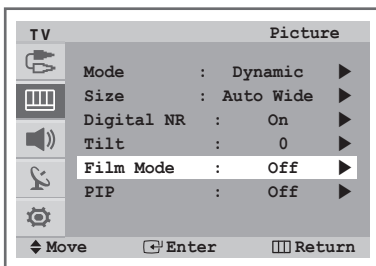 TV Picture
Mode : Dynamic
Size : Auto Wide
Digital NR : On
Tilt : 0
Film Mode : Off
PIP : Off
Move Enter Return